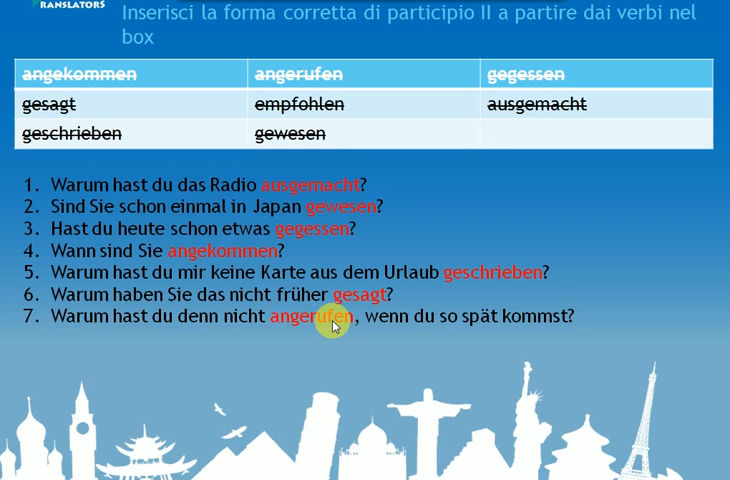 TRANSLATORS
Inserisci la forma corretta di participio II a partire dai verbi nel
box
angekommen angerufen gegessen
gesagt empfohlen ausgemacht
geschrieben gewesen
1. Warum hast du das Radio ausgemacht?
2. Sind Sie schon einmal in Japan gewesen?
3. Hast du heute schon etwas gegessen?
4. Wann sind Sie angekommen?
5. Warum hast du mir keine Karte aus dem Urlaub geschrieben?
6. Warum haben Sie das nicht früher gesagt?
7. Warum hast du denn nicht angerufen, wenn du so spät kommst?